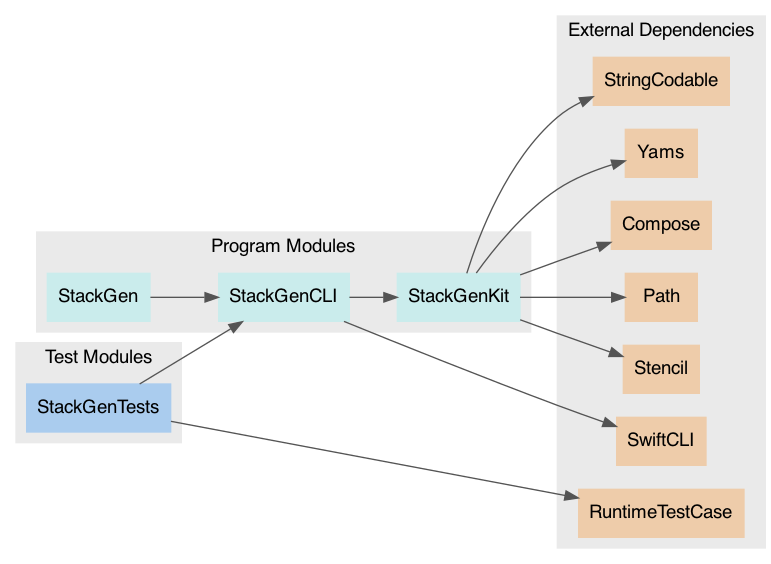 External Dependencies
StringCodable
Yams
Compose
Program Modules
StackGen
StackGenCLI
StackGenKit
Path
Test Modules
Stencil
StackGenTests
SwiftCLI
RuntimeTestCase